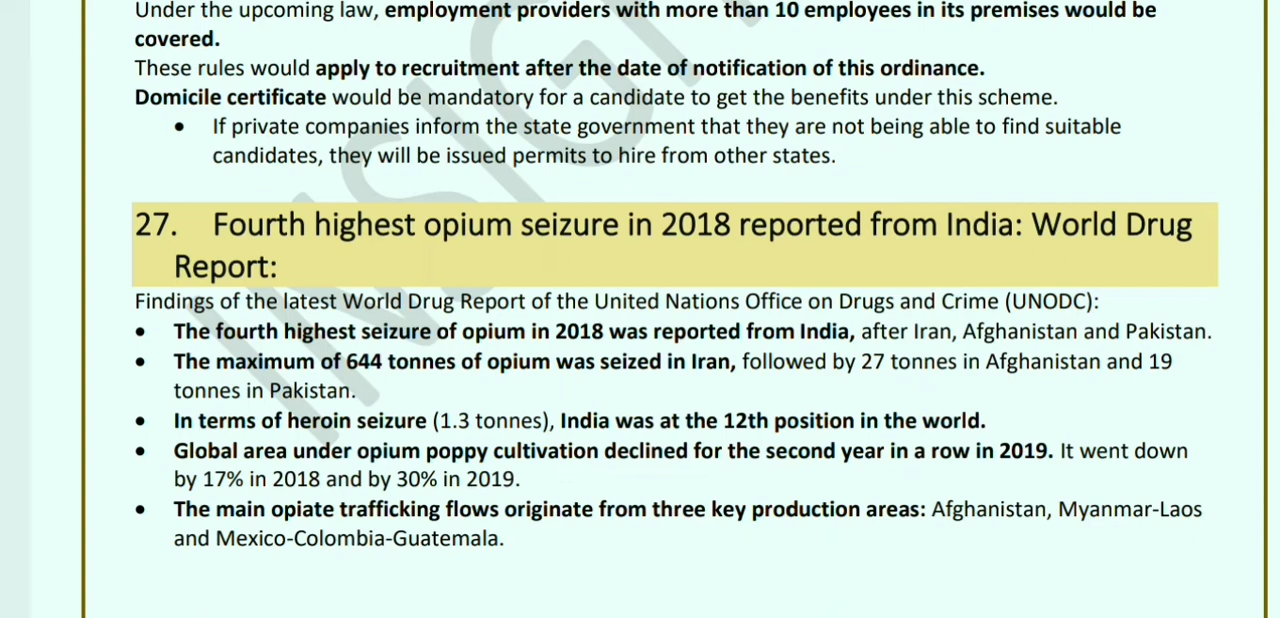 Under the upcoming law, employment providers with more than 10 employees in its premises would be
covered.
These rules would apply to recruitment after the date of notification of this ordinance.
Domicile certificate would be mandatory for a candidate to get the benefits under this scheme.
• If private companies inform the state government that they are not being able to find suitable
candidates, they will be issued permits to hire from other states.
27. Fourth highest opium seizure in 2018 reported from India: World Drug
Report:
Findings of the latest World Drug Report of the United Nations Office on Drugs and Crime (UNODC):
• The fourth highest seizure of opium in 2018 was reported from India, after Iran, Afghanistan and Pakistan.
• The maximum of 644 tonnes of opium was seized in Iran, followed by 27 tonnes in Afghanistan and 19
tonnes in Pakistan.
• In terms of heroin seizure (1.3 tonnes), India was at the 12th position in the world.
• Global area under opium poppy cultivation declined for the second year in a row in 2019. It went down
by 17% in 2018 and by 30% in 2019.
• The main opiate trafficking flows originate from three key production areas: Afghanistan, Myanmar-Laos
and Mexico-Colombia-Guatemala.